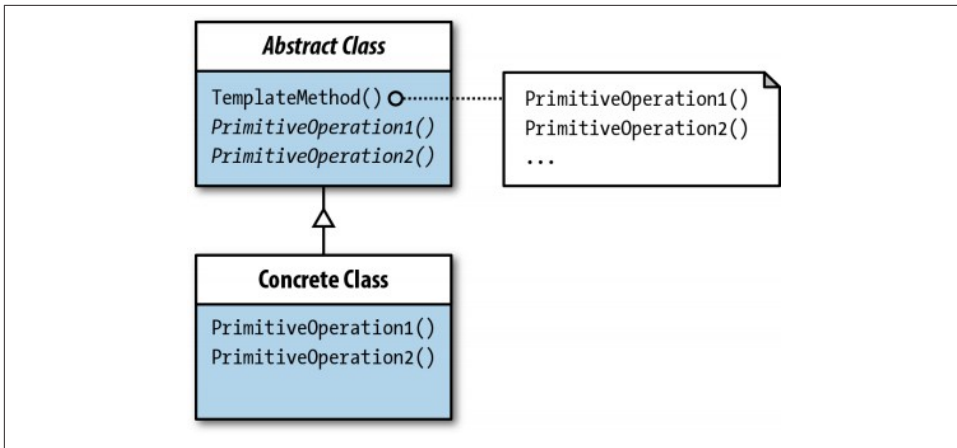 Abstract Class
TemplateMethod()
PrimitiveOperation1()
PrimitiveOperation2()
PrimitiveOperation1()
PrimitiveOperation2()
...
Concrete Class
PrimitiveOperation1()
PrimitiveOperation2()